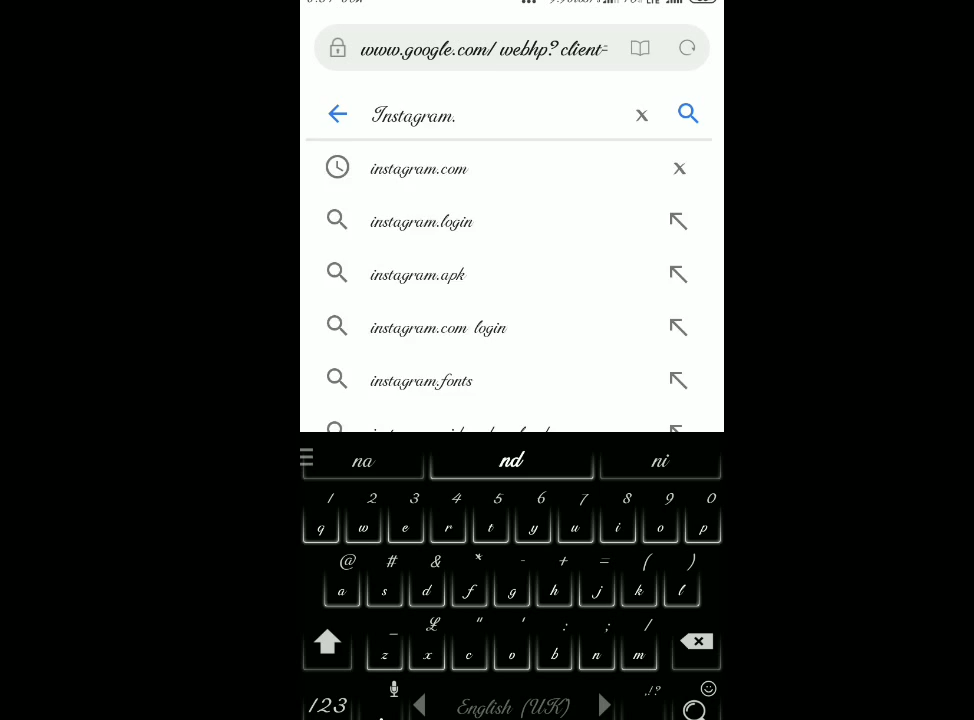 www.google.com/ webhp? client=
Instagram.
instagram.com
instagram.login
instagram.apk
instagram.com login
instagram.fonts
na nd ni
1 2 3 4 5 6 7 8 9 0
q w e r t y u i o p
@ # & * - + = ( )
a s d f g h j k l
_ £ " ' : ; /
z x c o b n m
,!?
123 English (UK)